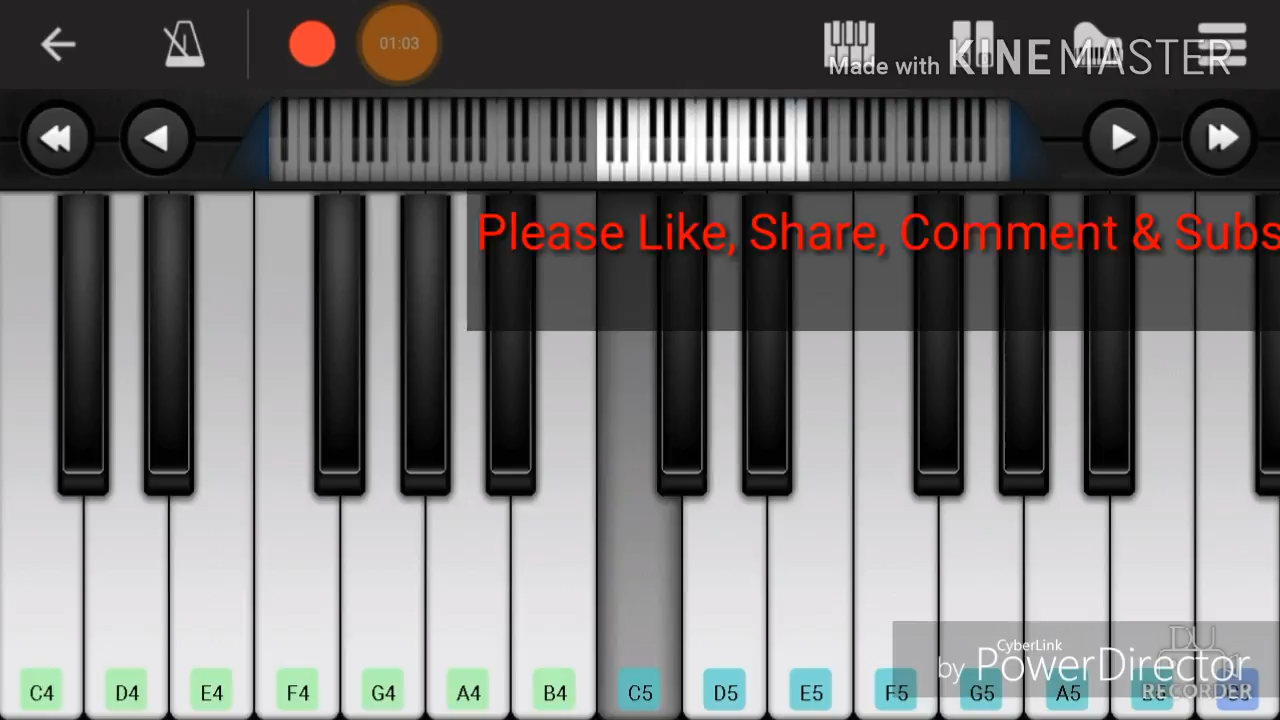 01:03
Made with KINEMASTER
Please Like, Share, Comment & Subs
CyberLink
by PowerDirector
DU
RECORDER
C4 D4 E4 F4 G4 A4 B4 C5 D5 E5 F5 G5 A5